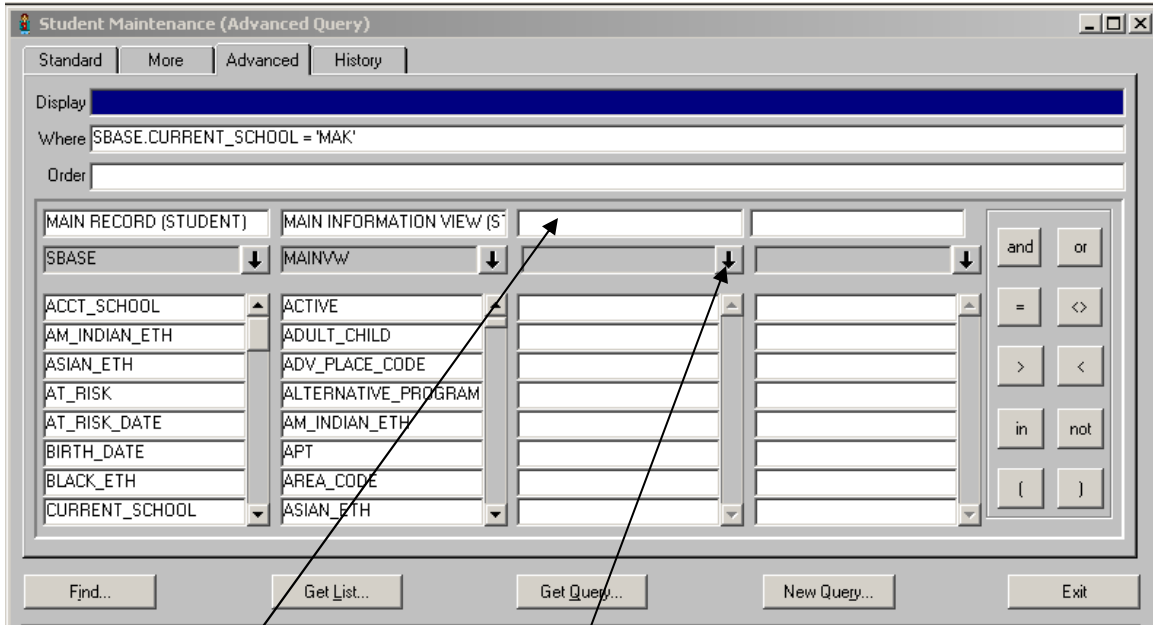 Student Maintenance (Advanced Query)
Standard More Advanced History
Display
Where SBASE.CURRENT_SCHOOL = 'MAK'
Order
MAIN RECORD (STUDENT) MAIN INFORMATION VIEW (ST
SBASE MAINVW
and or
ACCT_SCHOOL ACTIVE = <>
AM_INDIAN_ETH ADULT_CHILD
ASIAN_ETH ADV_PLACE_CODE > <
AT_RISK ALTERNATIVE_PROGRAM
AT_RISK_DATE AM_INDIAN_ETH in not
BIRTH_DATE APT
BLACK_ETH AREA_CODE ( )
CURRENT_SCHOOL ASIAN_ETH
Find... Get List... Get Query... New Query... Exit